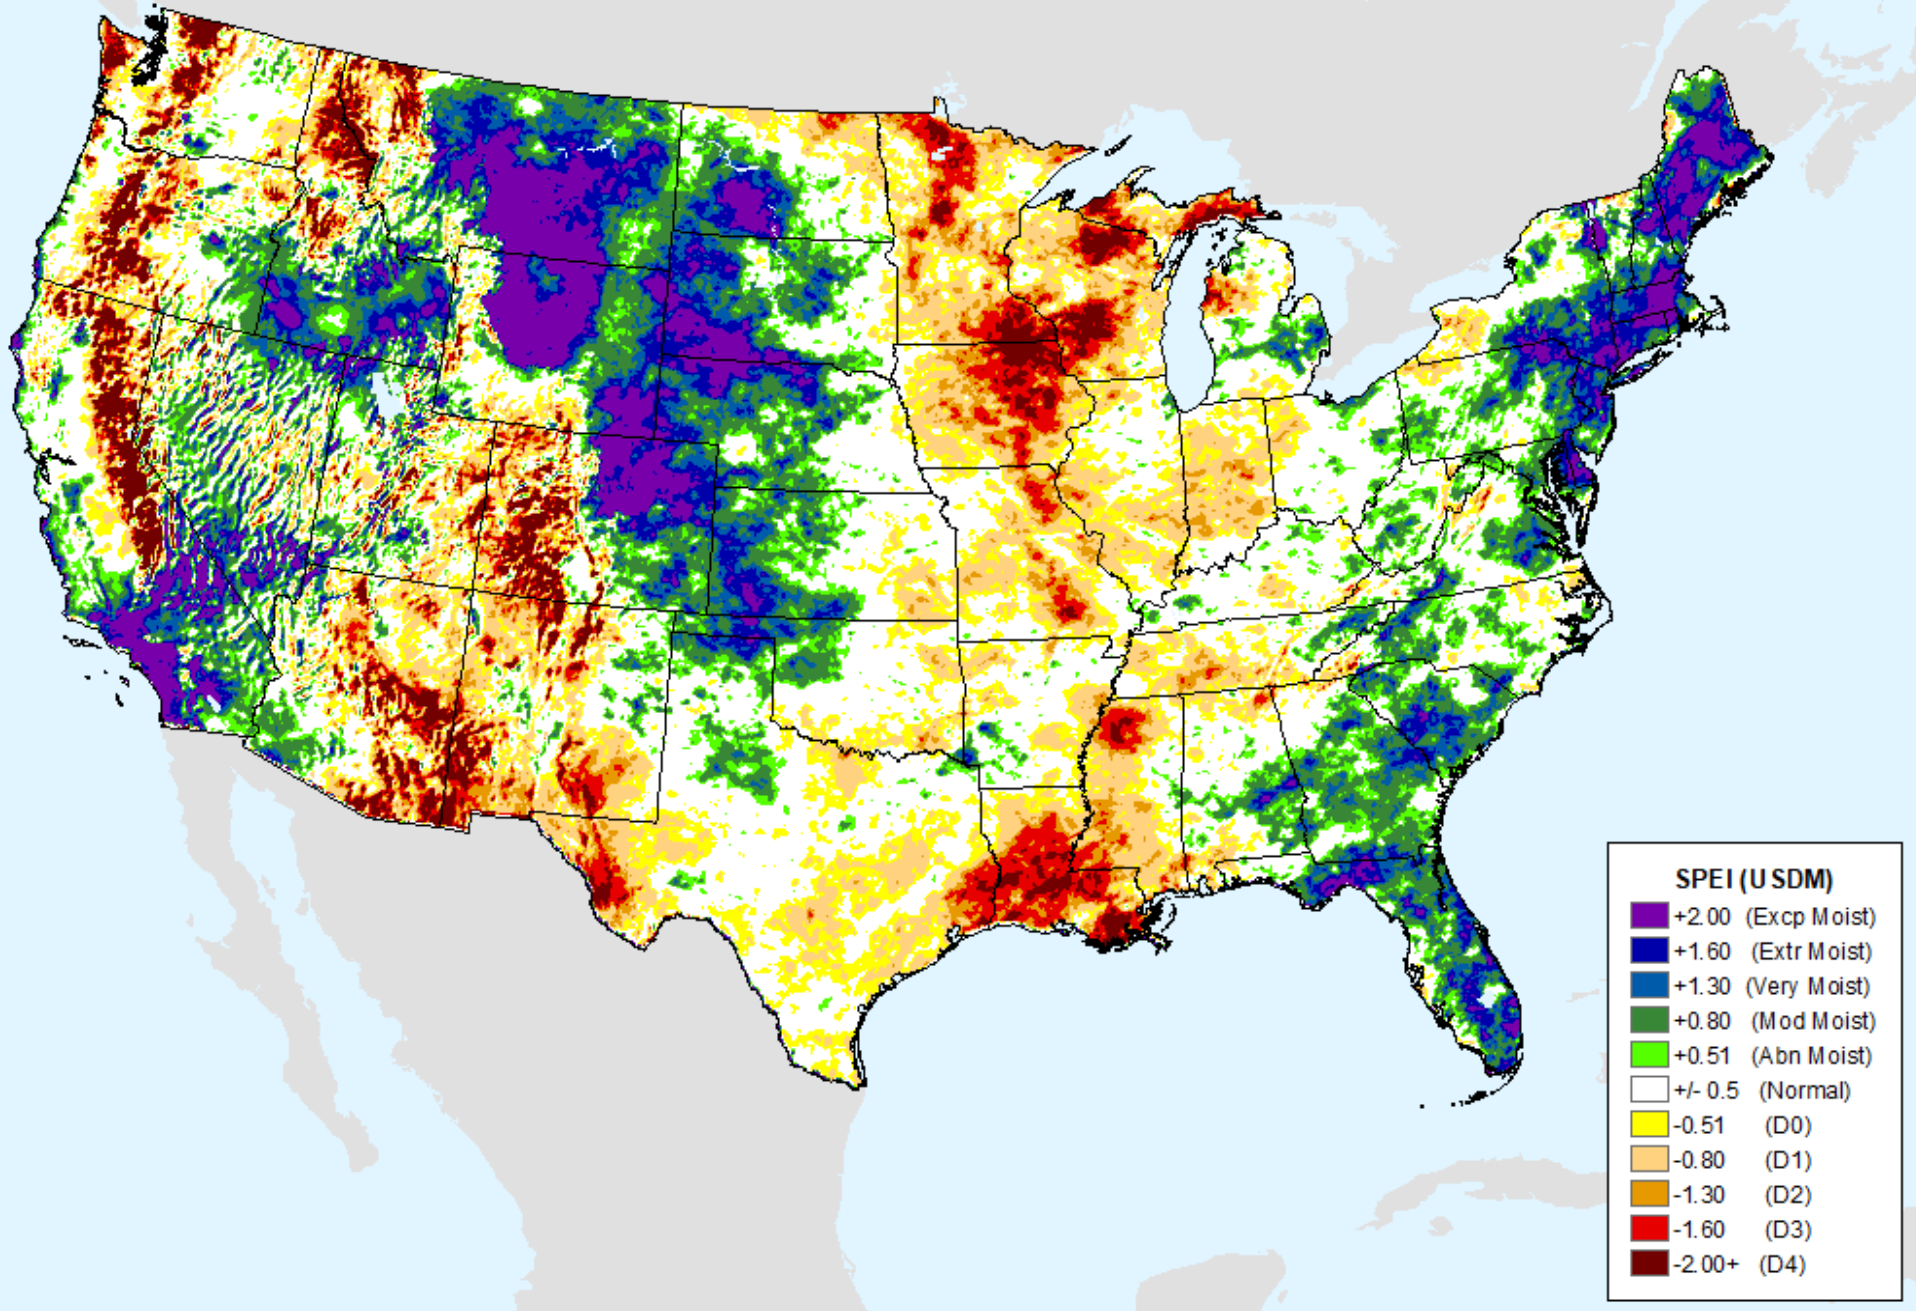 SPEI (USDM)
+2.00 (Excp Moist)
+1.60 (Extr Moist)
+1.30 (Very Moist)
+0.80 (Mod Moist)
+0.51 (Abn Moist)
+/- 0.5 (Normal)
-0.51 (D0)
-0.80 (D1)
-1.30 (D2)
-1.60 (D3)
-2.00+ (D4)